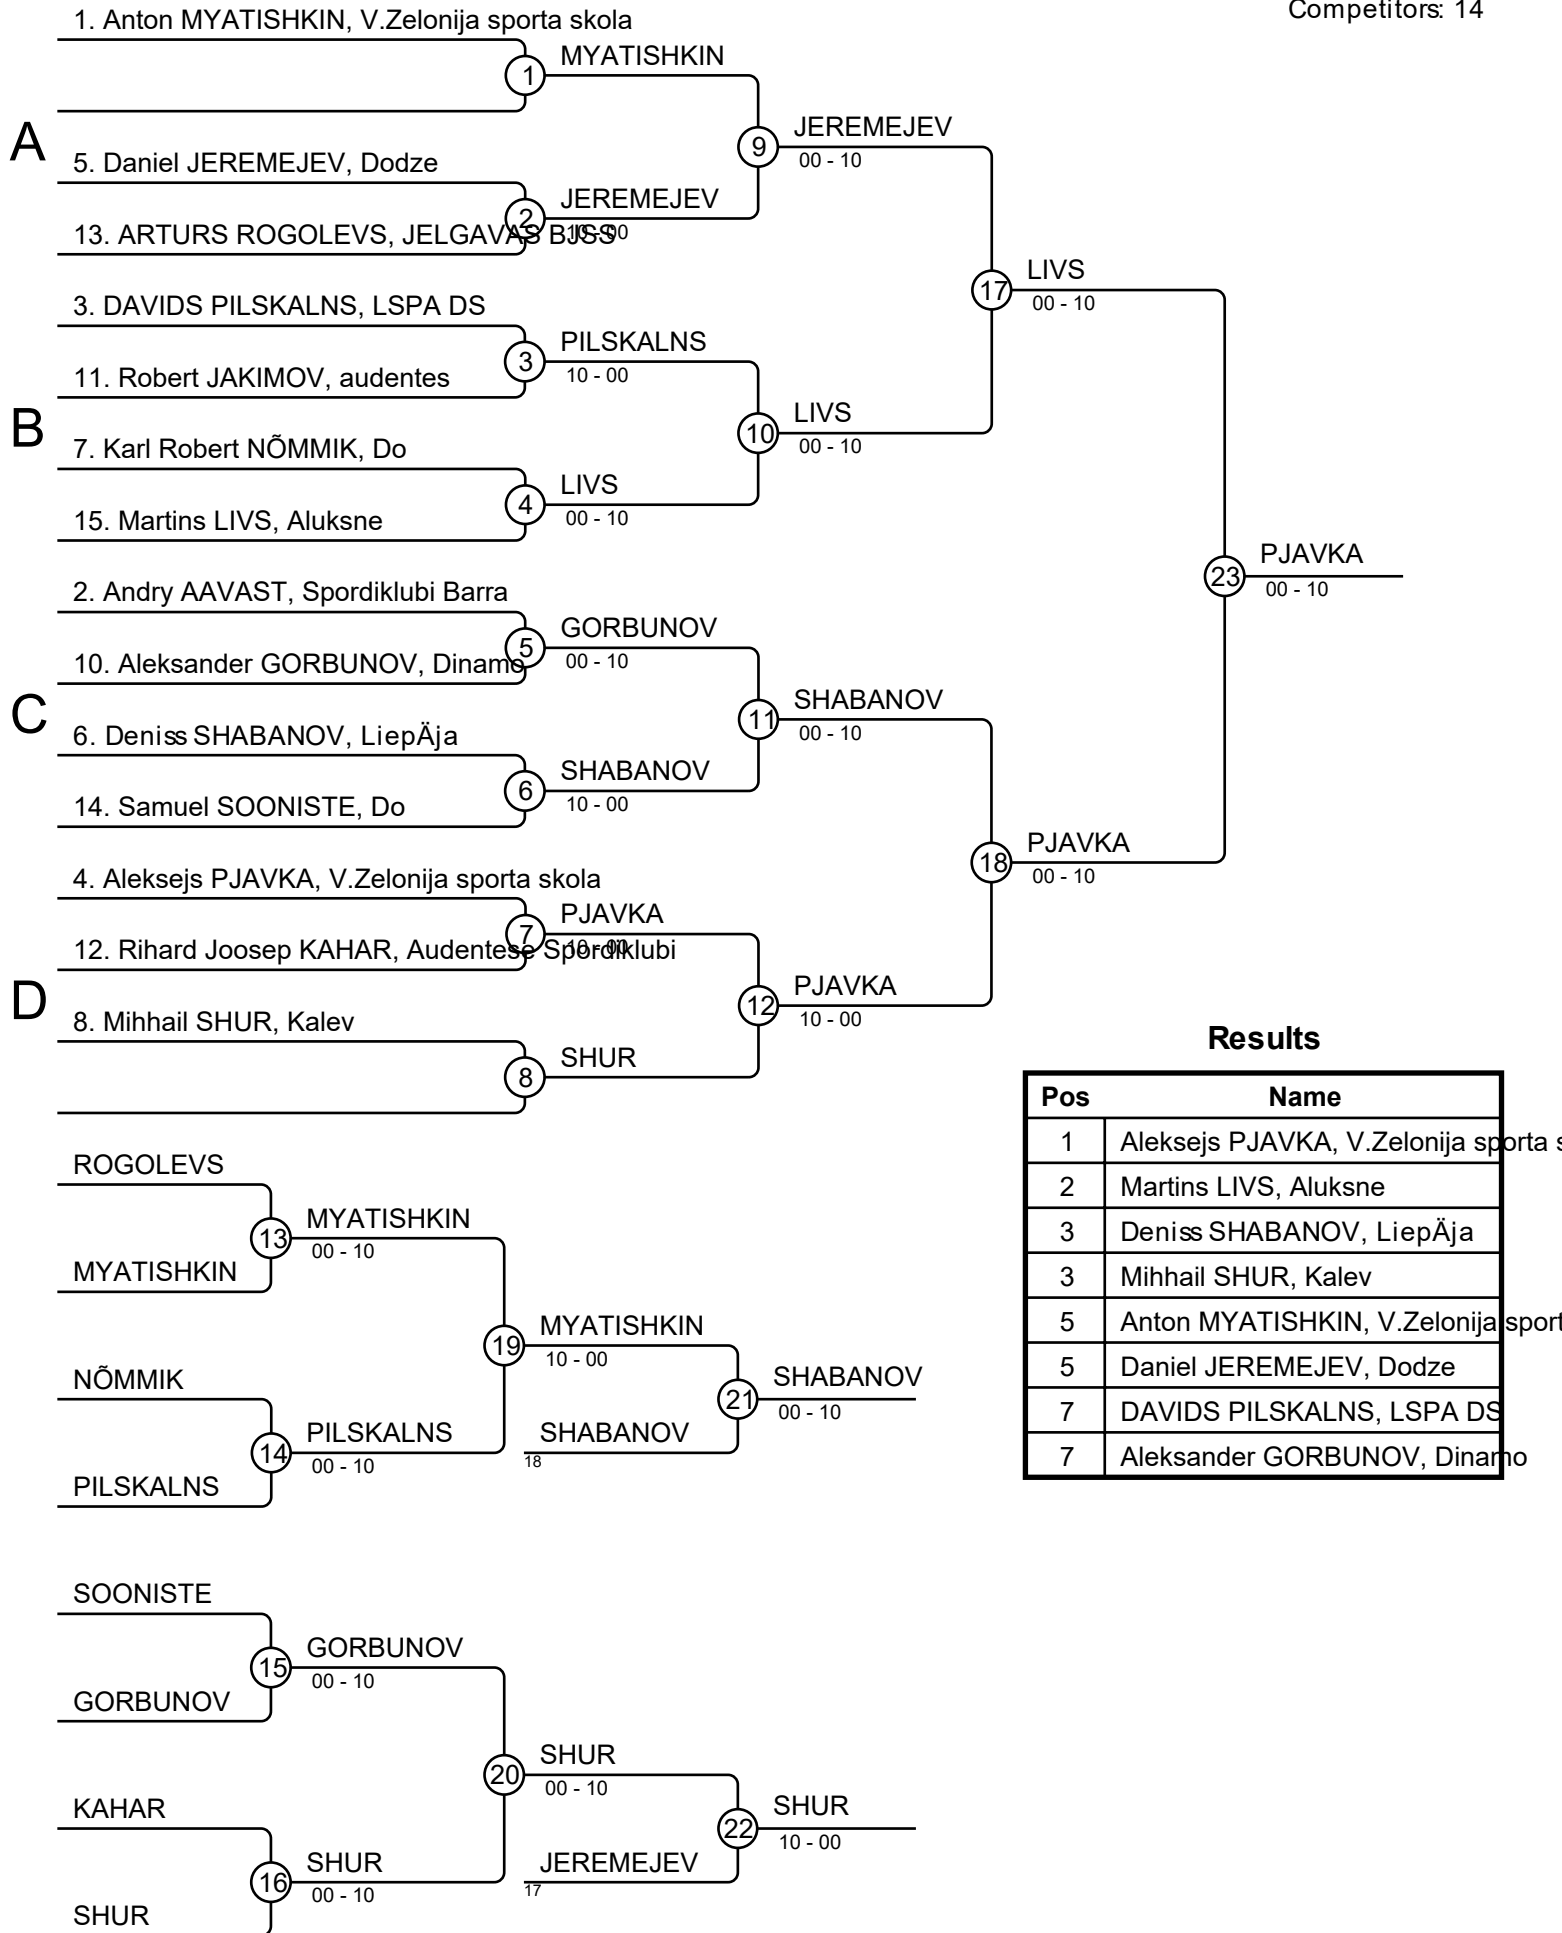 Competitors: 14
1. Anton MYATISHKIN, V.Zelonija sporta skola
1
MYATISHKIN
A
9
JEREMEJEV
00 - 10
5. Daniel JEREMEJEV, Dodze
2
JEREMEJEV
10 - 00
13. ARTURS ROGOLEVS, JELGAVAS BJSS
17
LIVS
00 - 10
3. DAVIDS PILSKALNS, LSPA DS
3
PILSKALNS
10 - 00
11. Robert JAKIMOV, audentes
B
10
LIVS
00 - 10
7. Karl Robert NÕMMIK, Do
4
LIVS
00 - 10
15. Martins LIVS, Aluksne
23
PJAVKA
00 - 10
2. Andry AAVAST, Spordiklubi Barra
5
GORBUNOV
00 - 10
10. Aleksander GORBUNOV, Dinamo
C
11
SHABANOV
00 - 10
6. Deniss SHABANOV, LiepÄja
6
SHABANOV
10 - 00
14. Samuel SOONISTE, Do
18
PJAVKA
00 - 10
4. Aleksejs PJAVKA, V.Zelonija sporta skola
7
PJAVKA
10 - 00
12. Rihard Joosep KAHAR, Audentese Spordiklubi
D
12
PJAVKA
10 - 00
8. Mihhail SHUR, Kalev
8
SHUR
Results
Pos Name
1 Aleksejs PJAVKA, V.Zelonija sporta s
2 Martins LIVS, Aluksne
3 Deniss SHABANOV, LiepÄja
3 Mihhail SHUR, Kalev
5 Anton MYATISHKIN, V.Zelonija sport
5 Daniel JEREMEJEV, Dodze
7 DAVIDS PILSKALNS, LSPA DS
7 Aleksander GORBUNOV, Dinamo
ROGOLEVS
13
MYATISHKIN
00 - 10
MYATISHKIN
19
MYATISHKIN
10 - 00
NÕMMIK
14
PILSKALNS
00 - 10
PILSKALNS
21
SHABANOV
00 - 10
SHABANOV
18
SOONISTE
15
GORBUNOV
00 - 10
GORBUNOV
20
SHUR
00 - 10
KAHAR
16
SHUR
00 - 10
SHUR
22
SHUR
10 - 00
JEREMEJEV
17